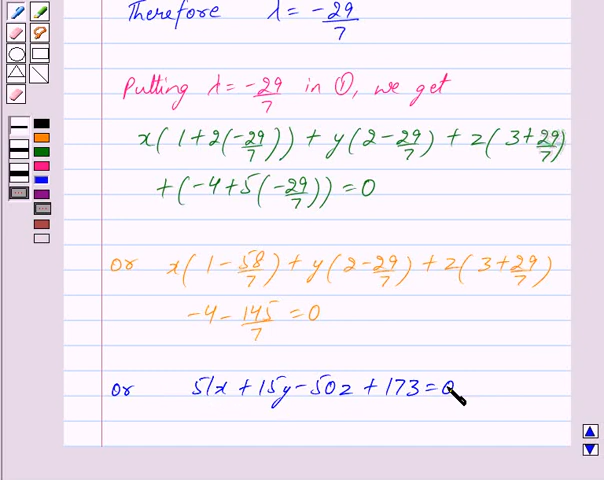 Therefore λ = -29/7
Putting λ = -29/7 in ①, we get
x(1+2(-29/7)) + y(2-29/7) + z(3+29/7)
+(-4+5(-29/7)) = 0
or x(1-58/7) + y(2-29/7) + z(3+29/7)
-4-145/7 = 0
or 51x + 15y - 50z + 173 = 0